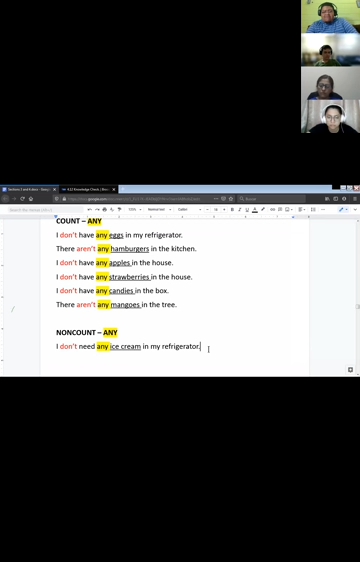 COUNT – ANY
I don't have any eggs in my refrigerator.
There aren't any hamburgers in the kitchen.
I don't have any apples in the house.
I don't have any strawberries in the house.
I don't have any candies in the box.
There aren't any mangoes in the tree.
NONCOUNT – ANY
I don't need any ice cream in my refrigerator.